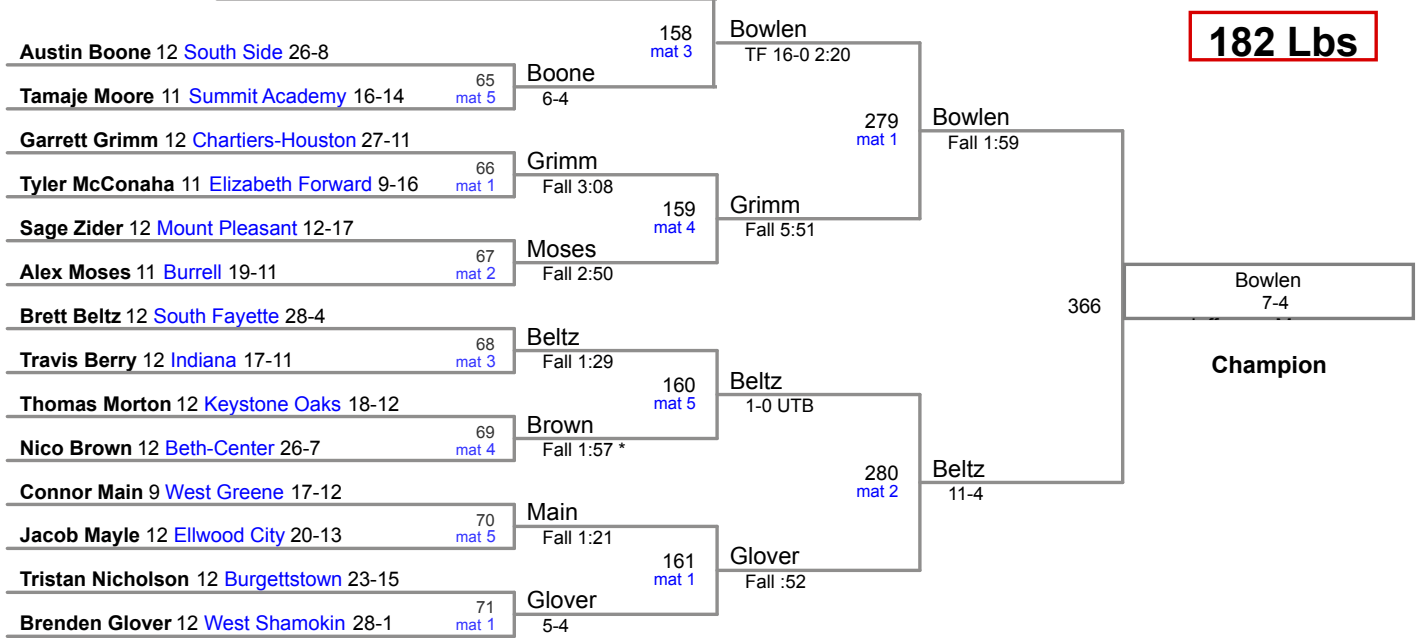 182 Lbs
Austin Boone 12 South Side 26-8
65
mat 5
Tamaje Moore 11 Summit Academy 16-14
Boone
6-4
158
mat 3
Bowlen
TF 16-0 2:20
Garrett Grimm 12 Chartiers-Houston 27-11
66
mat 1
Tyler McConaha 11 Elizabeth Forward 9-16
Grimm
Fall 3:08
Sage Zider 12 Mount Pleasant 12-17
67
mat 2
Alex Moses 11 Burrell 19-11
Moses
Fall 2:50
159
mat 4
Grimm
Fall 5:51
279
mat 1
Bowlen
Fall 1:59
Brett Beltz 12 South Fayette 28-4
68
mat 3
Travis Berry 12 Indiana 17-11
Beltz
Fall 1:29
Thomas Morton 12 Keystone Oaks 18-12
69
mat 4
Nico Brown 12 Beth-Center 26-7
Brown
Fall 1:57 *
160
mat 5
Beltz
1-0 UTB
Connor Main 9 West Greene 17-12
70
mat 5
Jacob Mayle 12 Ellwood City 20-13
Main
Fall 1:21
Tristan Nicholson 12 Burgettstown 23-15
71
mat 1
Brenden Glover 12 West Shamokin 28-1
Glover
5-4
161
mat 1
Glover
Fall :52
280
mat 2
Beltz
11-4
366
Bowlen
7-4
Champion